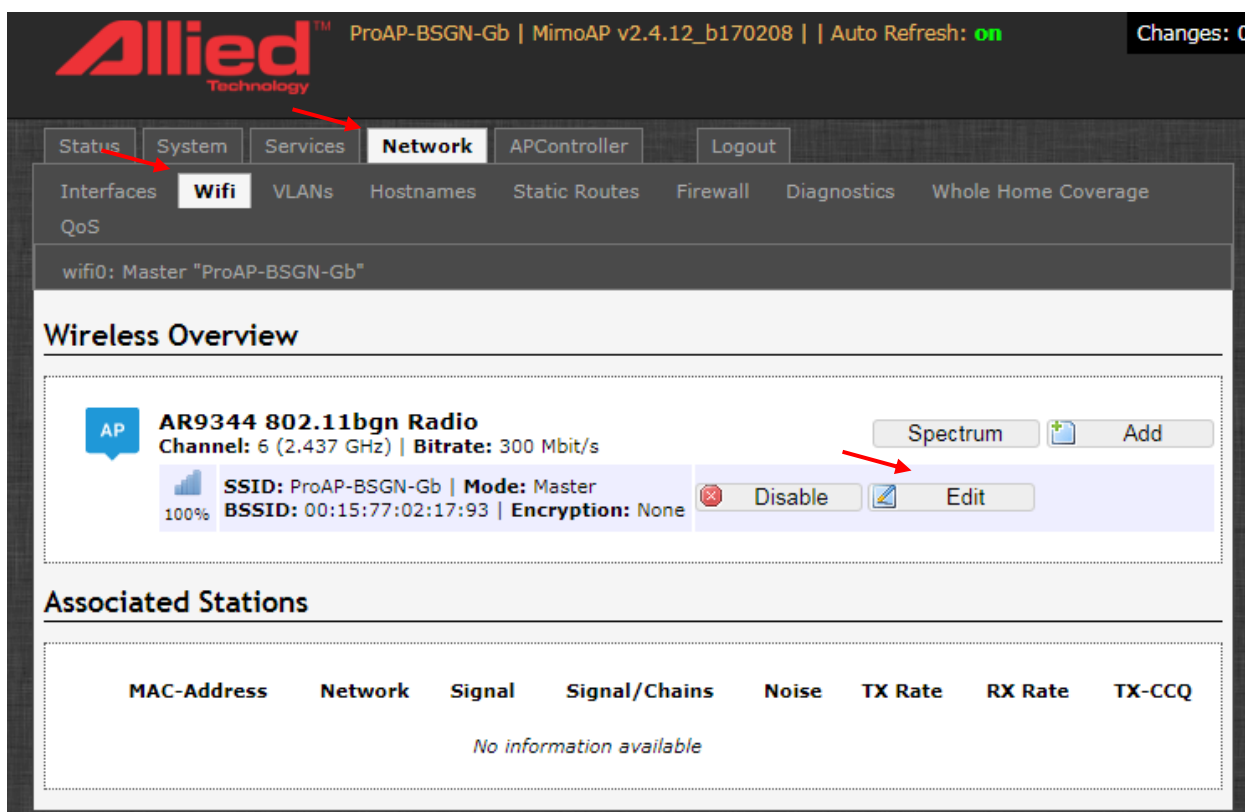 Allied™
Technology
ProAP-BSGN-Gb | MimoAP v2.4.12_b170208 | | Auto Refresh: on
Changes: 0
Status System Services Network APController Logout
Interfaces Wifi VLANs Hostnames Static Routes Firewall Diagnostics Whole Home Coverage
QoS
wifi0: Master "ProAP-BSGN-Gb"
Wireless Overview
AP
AR9344 802.11bgn Radio
Channel: 6 (2.437 GHz) | Bitrate: 300 Mbit/s
Spectrum Add
SSID: ProAP-BSGN-Gb | Mode: Master
100% BSSID: 00:15:77:02:17:93 | Encryption: None
Disable Edit
Associated Stations
MAC-Address Network Signal Signal/Chains Noise TX Rate RX Rate TX-CCQ
No information available